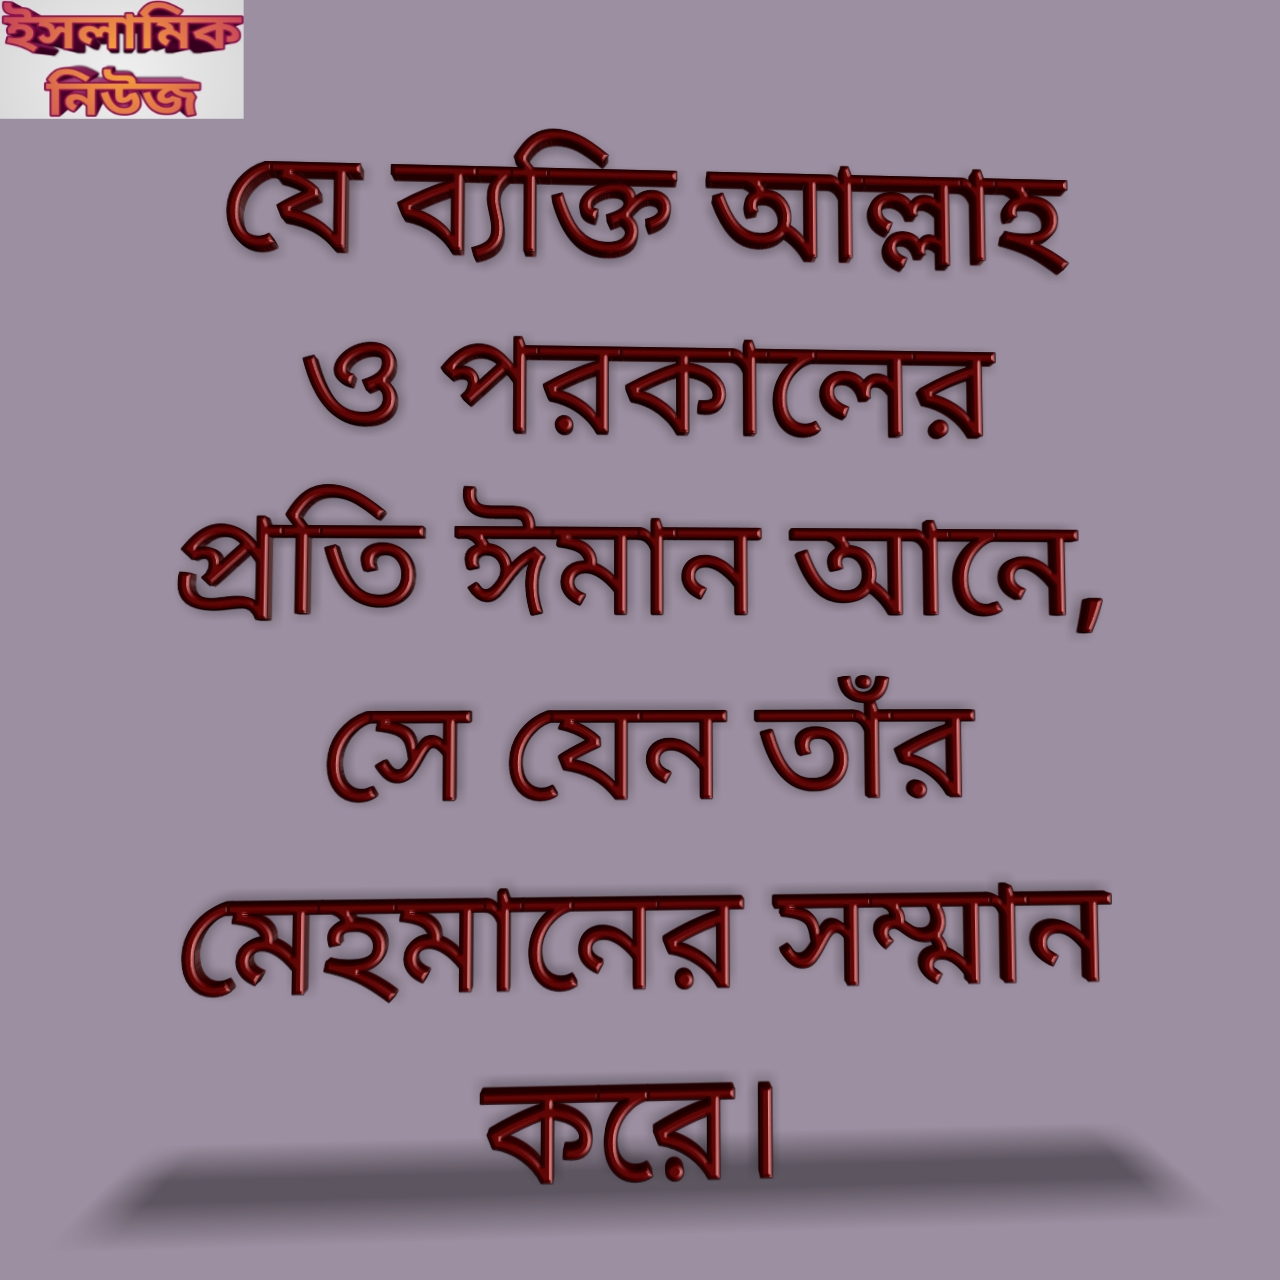 ইসলামিক
নিউজ
যে ব্যক্তি আল্লাহ
ও পরকালের
প্রতি ঈমান আনে,
সে যেন তাঁর
মেহমানের সম্মান
করে।